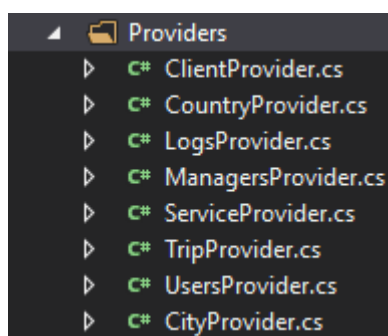 Providers
C# ClientProvider.cs
C# CountryProvider.cs
C# LogsProvider.cs
C# ManagersProvider.cs
C# ServiceProvider.cs
C# TripProvider.cs
C# UsersProvider.cs
C# CityProvider.cs